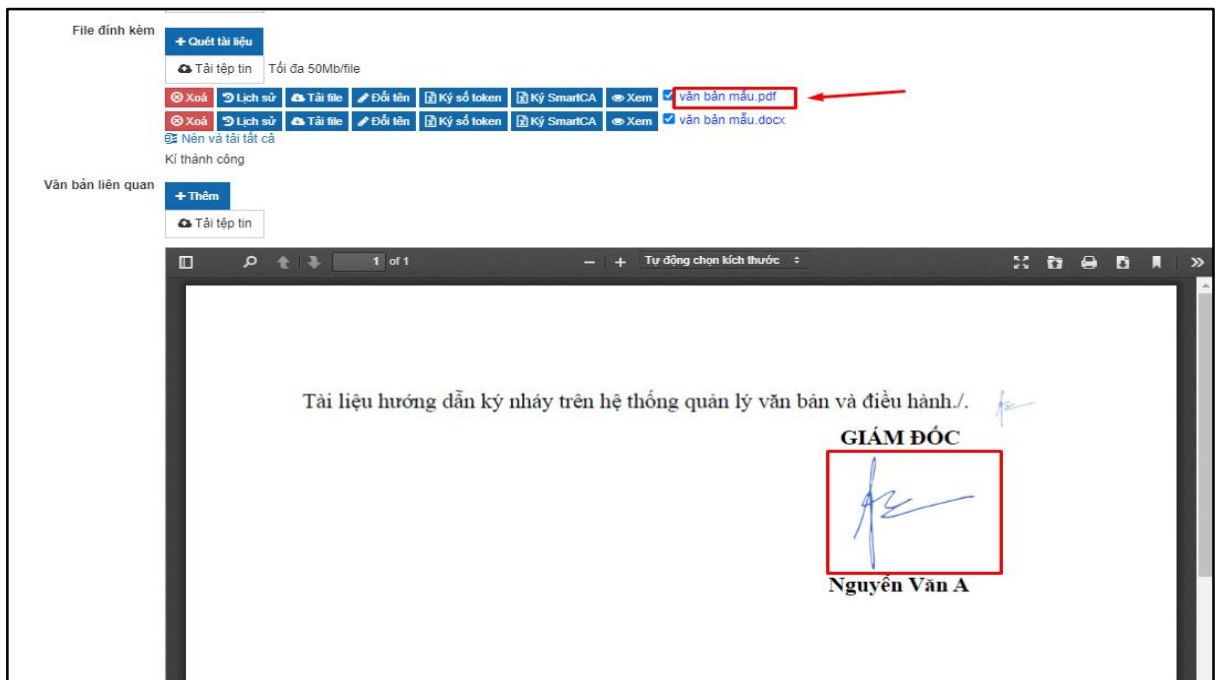 File đính kèm
Quét tài liệu
Tải tệp tin Tối đa 50Mb/file
Xoá Lịch sử Tải file Đổi tên Ký số token Ký SmartCA Xem văn bản mẫu.pdf
Xoá Lịch sử Tải file Đổi tên Ký số token Ký SmartCA Xem văn bản mẫu.docx
Nén và tải tất cả
Kí thành công
Văn bản liên quan
Thêm
Tải tệp tin
1 of 1 Tự động chọn kích thước
Tài liệu hướng dẫn ký nháy trên hệ thống quản lý văn bản và điều hành./.
GIÁM ĐỐC
Nguyễn Văn A